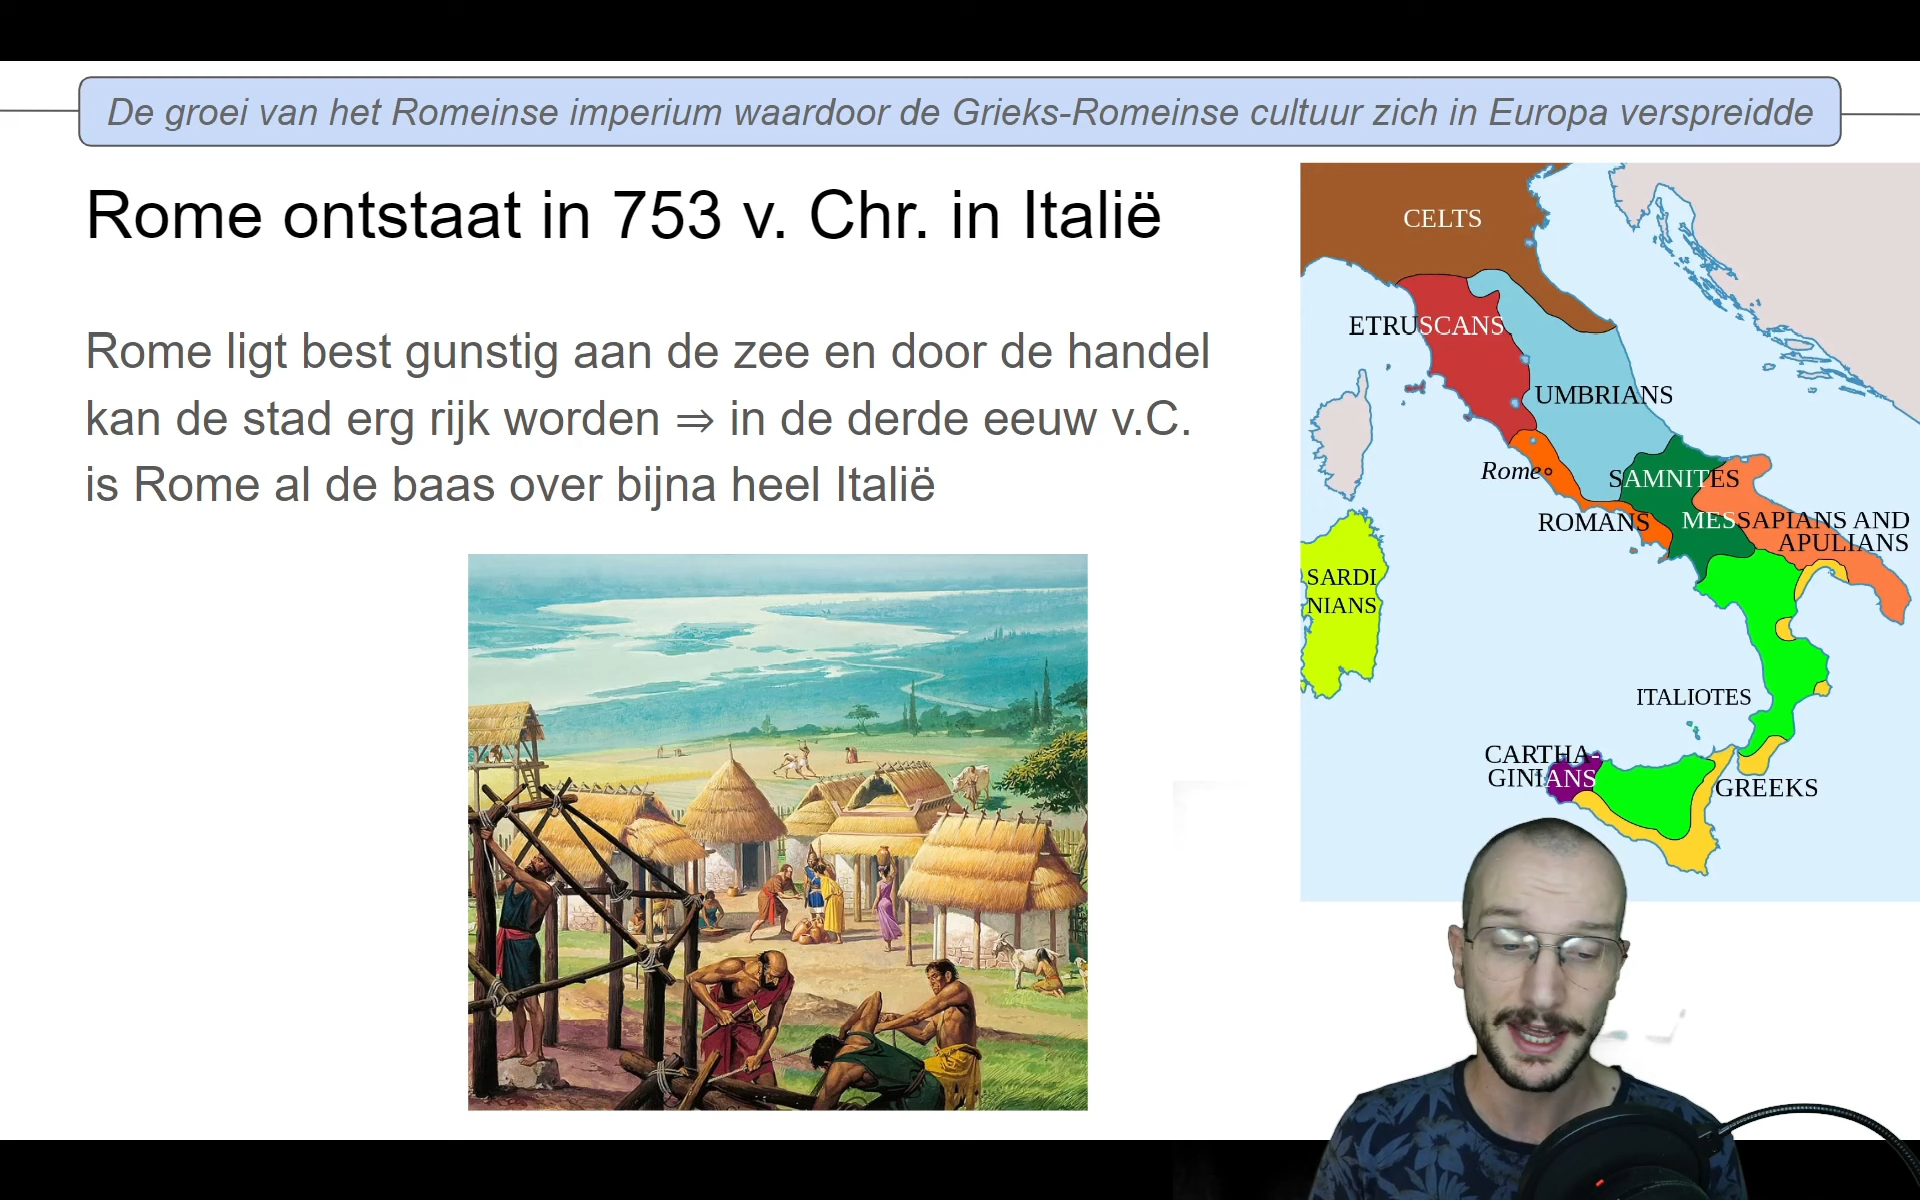 De groei van het Romeinse imperium waardoor de Grieks-Romeinse cultuur zich in Europa verspreidde
Rome ontstaat in 753 v. Chr. in Italië
Rome ligt best gunstig aan de zee en door de handel
kan de stad erg rijk worden ⇒ in de derde eeuw v.C.
is Rome al de baas over bijna heel Italië
CELTS
ETRUSCANS
UMBRIANS
Rome
SAMNITES
ROMANS
MESSAPIANS AND
APULIANS
SARDI
NIANS
ITALIOTES
CARTHA-
GINIANS
GREEKS